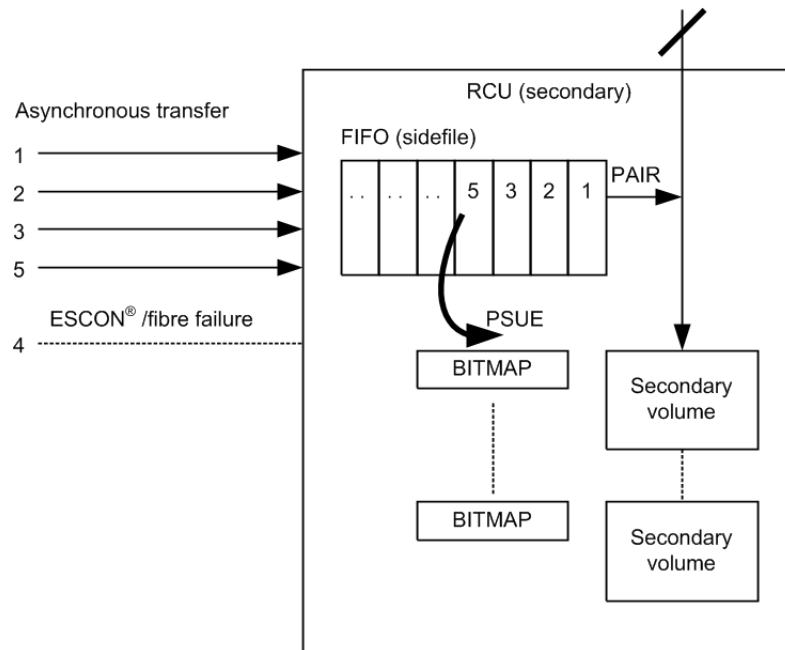 RCU (secondary)
Asynchronous transfer
FIFO (sidefile)
1
2
3
5
. . . . . . 5 3 2 1
PAIR
ESCON® /fibre failure
4
PSUE
BITMAP
Secondary
volume
BITMAP
Secondary
volume